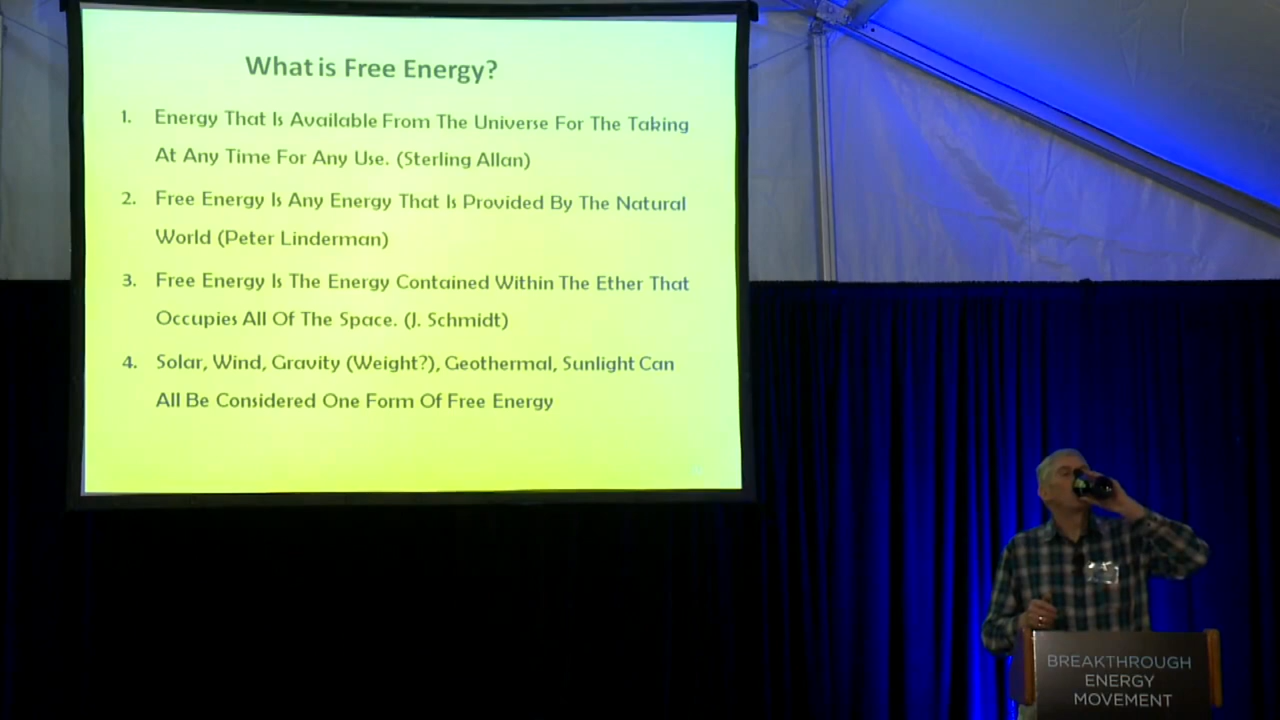 What is Free Energy?
1. Energy That Is Available From The Universe For The Taking
At Any Time For Any Use. (Sterling Allan)
2. Free Energy Is Any Energy That Is Provided By The Natural
World (Peter Linderman)
3. Free Energy Is The Energy Contained Within The Ether That
Occupies All Of The Space. (J. Schmidt)
4. Solar, Wind, Gravity (Weight?), Geothermal, Sunlight Can
All Be Considered One Form Of Free Energy
BREAKTHROUGH
ENERGY
MOVEMENT